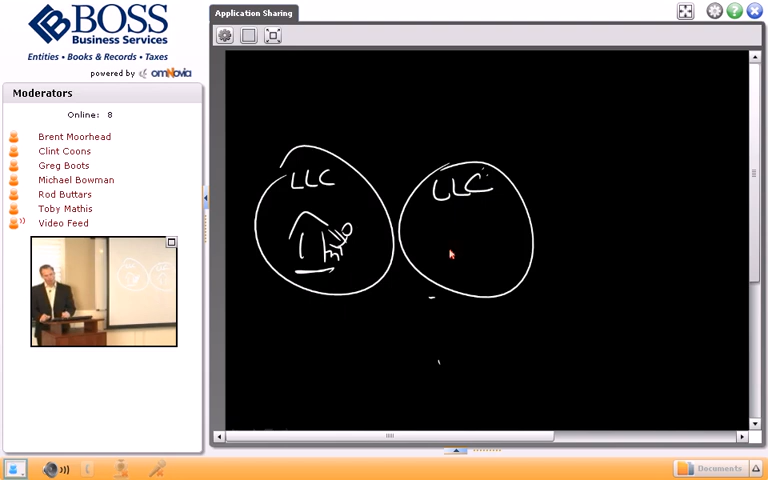 BOSS
Business Services
Entities • Books & Records • Taxes
powered by omNovia
Application Sharing
Moderators
Online: 8
Brent Moorhead
Clint Coons
Greg Boots
Michael Bowman
Rod Buttars
Toby Mathis
Video Feed
LLC
LLC
Documents